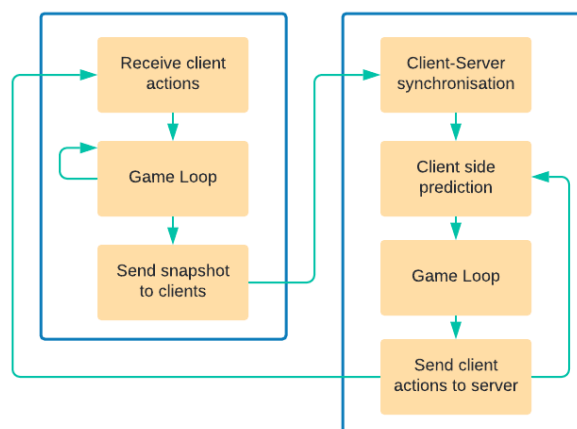 Receive client
actions
Game Loop
Send snapshot
to clients
Client-Server
synchronisation
Client side
prediction
Game Loop
Send client
actions to server